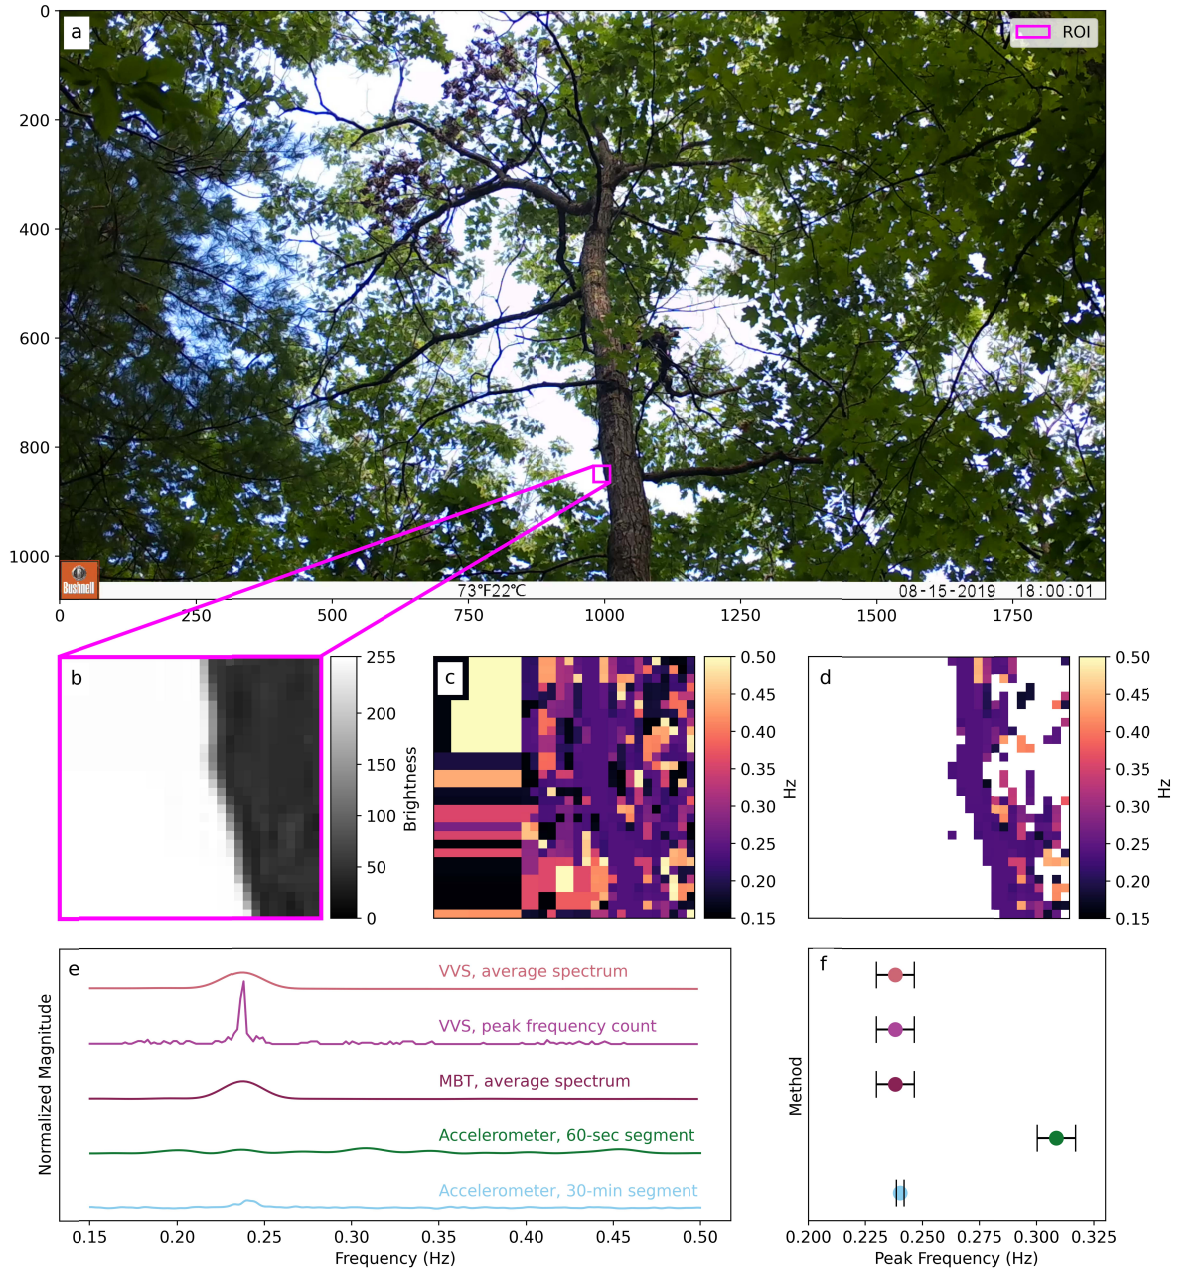 a
ROI
0
200
400
600
800
1000
Bushnell
73°F22°C
08-15-2019 18:00:01
0 250 500 750 1000 1250 1500 1750
b
255
200
150
100
50
0
Brightness
c
0.50
0.45
0.40
0.35
0.30
0.25
0.20
0.15
Hz
d
0.50
0.45
0.40
0.35
0.30
0.25
0.20
0.15
Hz
e
Normalized Magnitude
VVS, average spectrum
VVS, peak frequency count
MBT, average spectrum
Accelerometer, 60-sec segment
Accelerometer, 30-min segment
0.15 0.20 0.25 0.30 0.35 0.40 0.45 0.50
Frequency (Hz)
f
Method
0.200 0.225 0.250 0.275 0.300 0.325
Peak Frequency (Hz)